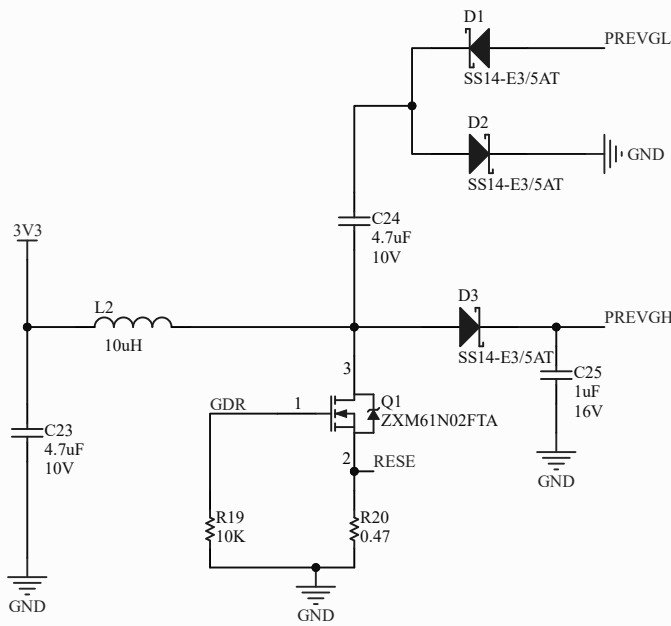 D1
PREVGL
SS14-E3/5AT
D2
GND
SS14-E3/5AT
C24
4.7uF
10V
3V3
L2
10uH
D3
PREVGH
SS14-E3/5AT
C25
1uF
16V
GND
3
GDR
1
Q1
ZXM61N02FTA
2
RESE
C23
4.7uF
10V
R19
10K
R20
0.47
GND
GND